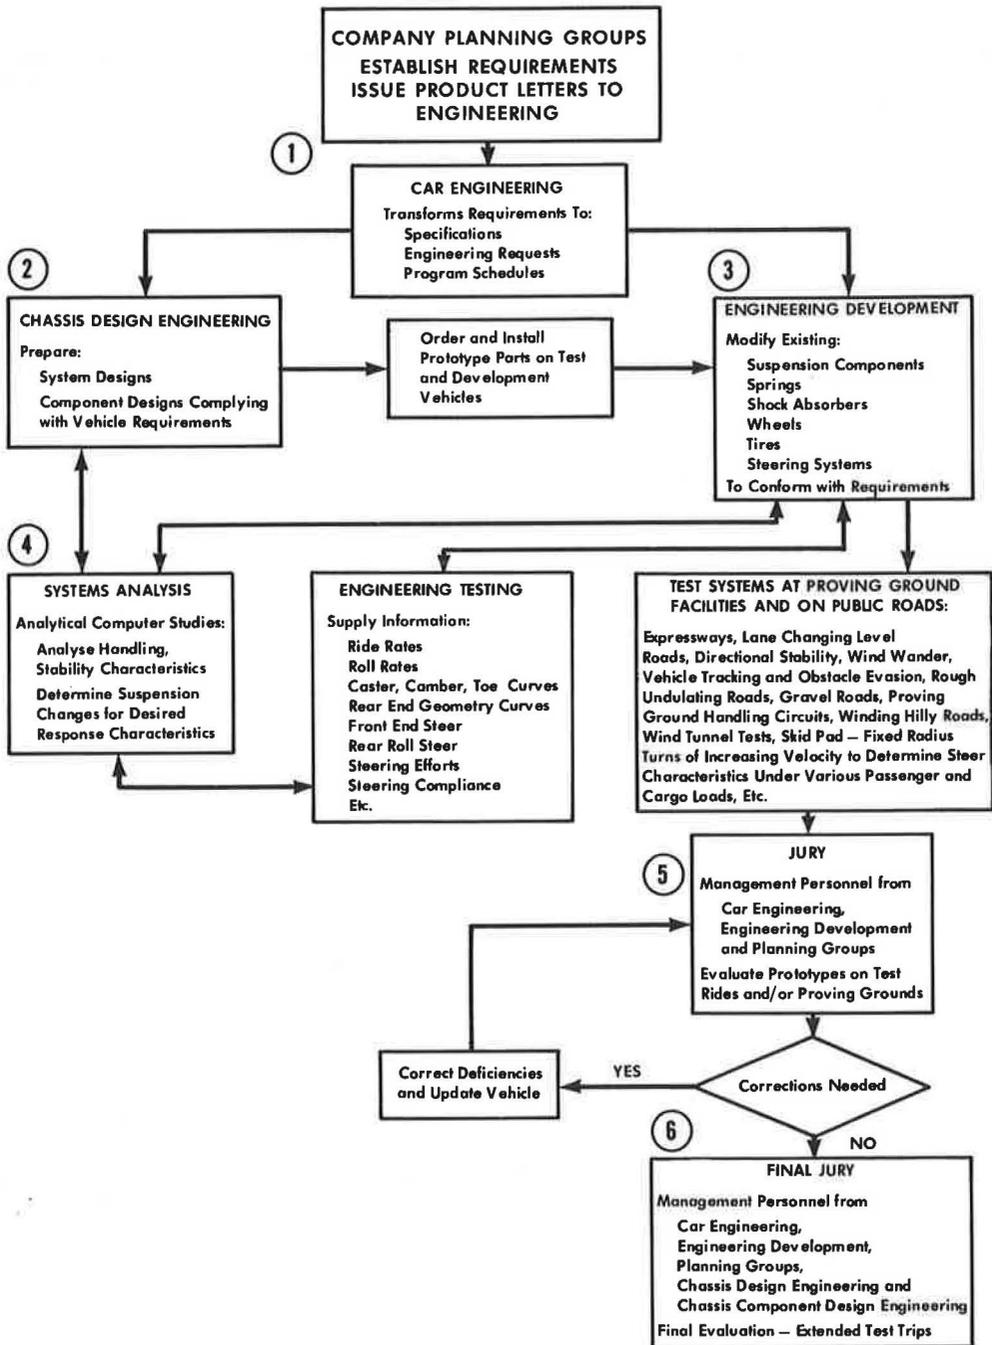 COMPANY PLANNING GROUPS
ESTABLISH REQUIREMENTS
ISSUE PRODUCT LETTERS TO
ENGINEERING
1
CAR ENGINEERING
Transforms Requirements To:
Specifications
Engineering Requests
Program Schedules
2
CHASSIS DESIGN ENGINEERING
Prepare:
System Designs
Component Designs Complying
with Vehicle Requirements
Order and Install
Prototype Parts on Test
and Development
Vehicles
3
ENGINEERING DEVELOPMENT
Modify Existing:
Suspension Components
Springs
Shock Absorbers
Wheels
Tires
Steering Systems
To Conform with Requirements
4
SYSTEMS ANALYSIS
Analytical Computer Studies:
Analyse Handling,
Stability Characteristics
Determine Suspension
Changes for Desired
Response Characteristics
ENGINEERING TESTING
Supply Information:
Ride Rates
Roll Rates
Caster, Camber, Toe Curves
Rear End Geometry Curves
Front End Steer
Rear Roll Steer
Steering Efforts
Steering Compliance
Etc.
TEST SYSTEMS AT PROVING GROUND
FACILITIES AND ON PUBLIC ROADS:
Expressways, Lane Changing Level
Roads, Directional Stability, Wind Wander,
Vehicle Tracking and Obstacle Evasion, Rough
Undulating Roads, Gravel Roads, Proving
Ground Handling Circuits, Winding Hilly Roads,
Wind Tunnel Tests, Skid Pad — Fixed Radius
Turns of Increasing Velocity to Determine Steer
Characteristics Under Various Passenger and
Cargo Loads, Etc.
5
JURY
Management Personnel from
Car Engineering,
Engineering Development
and Planning Groups
Evaluate Prototypes on Test
Rides and/or Proving Grounds
Correct Deficiencies
and Update Vehicle
YES
Corrections Needed
NO
6
FINAL JURY
Management Personnel from
Car Engineering,
Engineering Development,
Planning Groups,
Chassis Design Engineering and
Chassis Component Design Engineering
Final Evaluation — Extended Test Trips